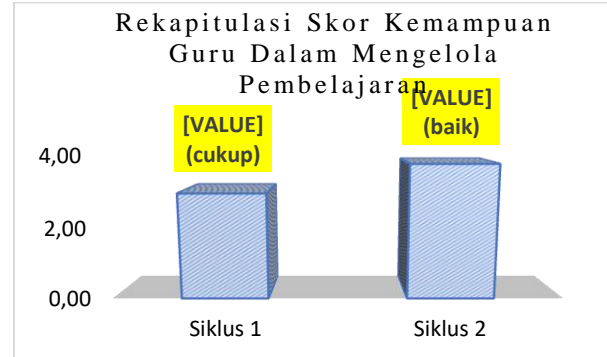 Rekapitulasi Skor Kemampuan
Guru Dalam Mengelola
Pembelajaran
[VALUE]
(cukup)
[VALUE]
(baik)
4,00
2,00
0,00
Siklus 1
Siklus 2